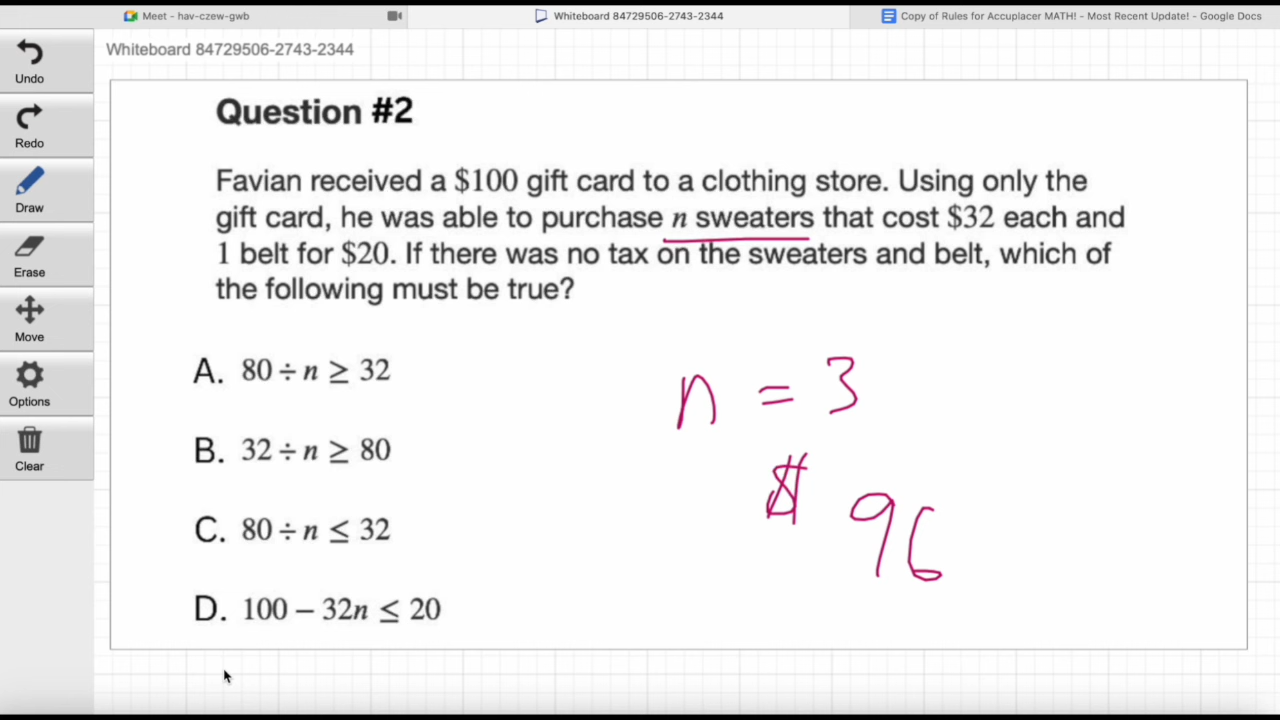 Meet - hav-czew-gwb
Whiteboard 84729506-2743-2344
Copy of Rules for Accuplacer MATH! - Most Recent Update! - Google Docs
Whiteboard 84729506-2743-2344
Undo
Redo
Draw
Erase
Move
Options
Clear
Question #2
Favian received a $100 gift card to a clothing store. Using only the
gift card, he was able to purchase n sweaters that cost $32 each and
1 belt for $20. If there was no tax on the sweaters and belt, which of
the following must be true?
A. 80 ÷ n ≥ 32
B. 32 ÷ n ≥ 80
C. 80 ÷ n ≤ 32
D. 100 – 32n ≤ 20
n = 3
$ 96